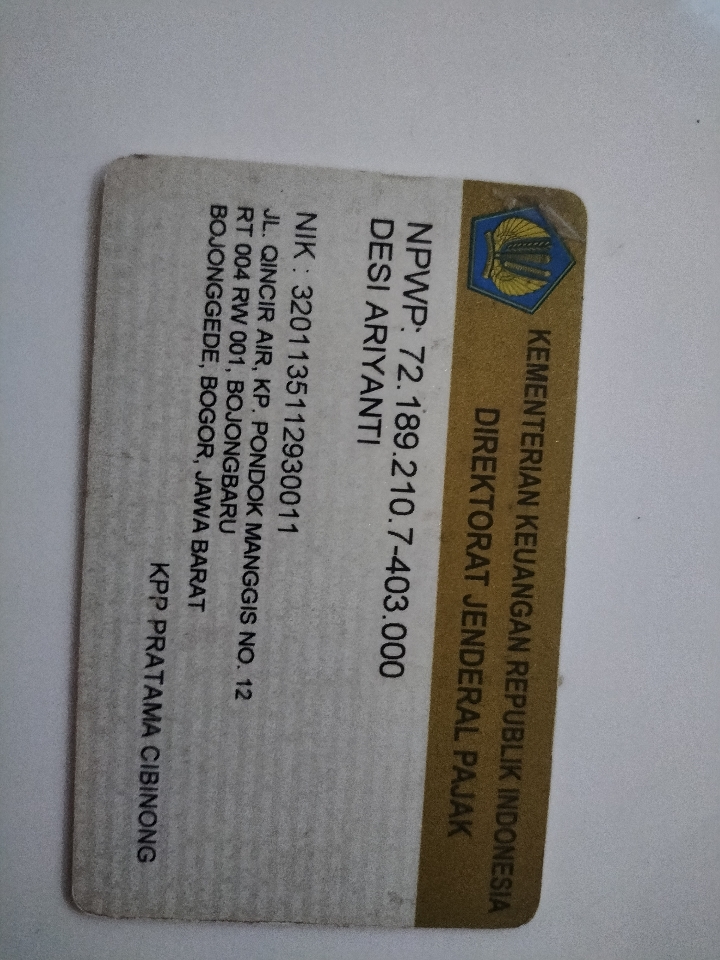 KEMENTERIAN KEUANGAN REPUBLIK INDONESIA
DIREKTORAT JENDERAL PAJAK
NPWP: 72.189.210.7-403.000
DESI ARIYANTI
NIK : 3201135112930011
JL. QINCIR AIR, KP. PONDOK MANGGIS NO. 12
RT 004 RW 001, BOJONGBARU
BOJONGGEDE, BOGOR, JAWA BARAT
KPP PRATAMA CIBINONG